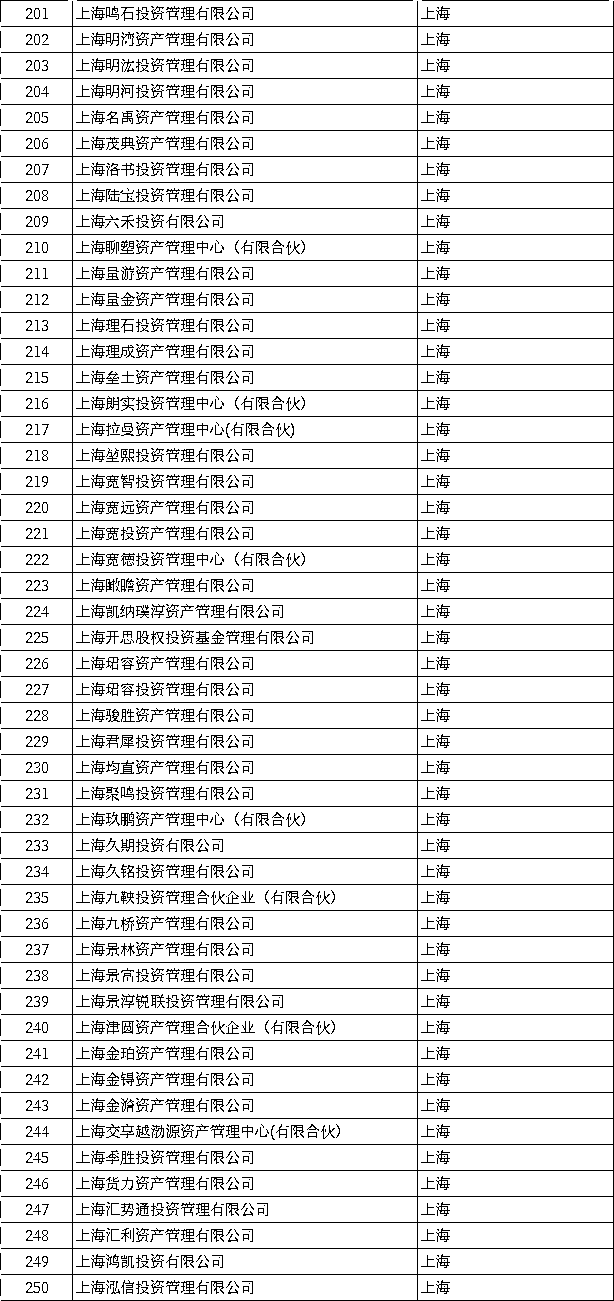 201 上海鸣石投资管理有限公司 上海
202 上海明湾资产管理有限公司 上海
203 上海明汯投资管理有限公司 上海
204 上海明河投资管理有限公司 上海
205 上海名禹资产管理有限公司 上海
206 上海茂典资产管理有限公司 上海
207 上海洛书投资管理有限公司 上海
208 上海陆宝投资管理有限公司 上海
209 上海六禾投资有限公司 上海
210 上海聊塑资产管理中心（有限合伙） 上海
211 上海量游资产管理有限公司 上海
212 上海量金资产管理有限公司 上海
213 上海理石投资管理有限公司 上海
214 上海理成资产管理有限公司 上海
215 上海垒土资产管理有限公司 上海
216 上海朗实投资管理中心（有限合伙） 上海
217 上海拉曼资产管理中心(有限合伙) 上海
218 上海堃熙投资管理有限公司 上海
219 上海宽智投资管理有限公司 上海
220 上海宽远资产管理有限公司 上海
221 上海宽投资产管理有限公司 上海
222 上海宽德投资管理中心（有限合伙） 上海
223 上海瞰瞻资产管理有限公司 上海
224 上海凯纳璞淳资产管理有限公司 上海
225 上海开思股权投资基金管理有限公司 上海
226 上海珺容资产管理有限公司 上海
227 上海珺容投资管理有限公司 上海
228 上海骏胜资产管理有限公司 上海
229 上海君犀投资管理有限公司 上海
230 上海均直资产管理有限公司 上海
231 上海聚鸣投资管理有限公司 上海
232 上海玖鹏资产管理中心（有限合伙） 上海
233 上海久期投资有限公司 上海
234 上海久铭投资管理有限公司 上海
235 上海九鞅投资管理合伙企业（有限合伙） 上海
236 上海九桥资产管理有限公司 上海
237 上海景林资产管理有限公司 上海
238 上海景富投资管理有限公司 上海
239 上海景淳锐联投资管理有限公司 上海
240 上海津圆资产管理合伙企业（有限合伙） 上海
241 上海金珀资产管理有限公司 上海
242 上海金锝资产管理有限公司 上海
243 上海金滃资产管理有限公司 上海
244 上海交享越渤源资产管理中心(有限合伙） 上海
245 上海季胜投资管理有限公司 上海
246 上海货力资产管理有限公司 上海
247 上海汇势通投资管理有限公司 上海
248 上海汇利资产管理有限公司 上海
249 上海鸿凯投资有限公司 上海
250 上海泓信投资管理有限公司 上海